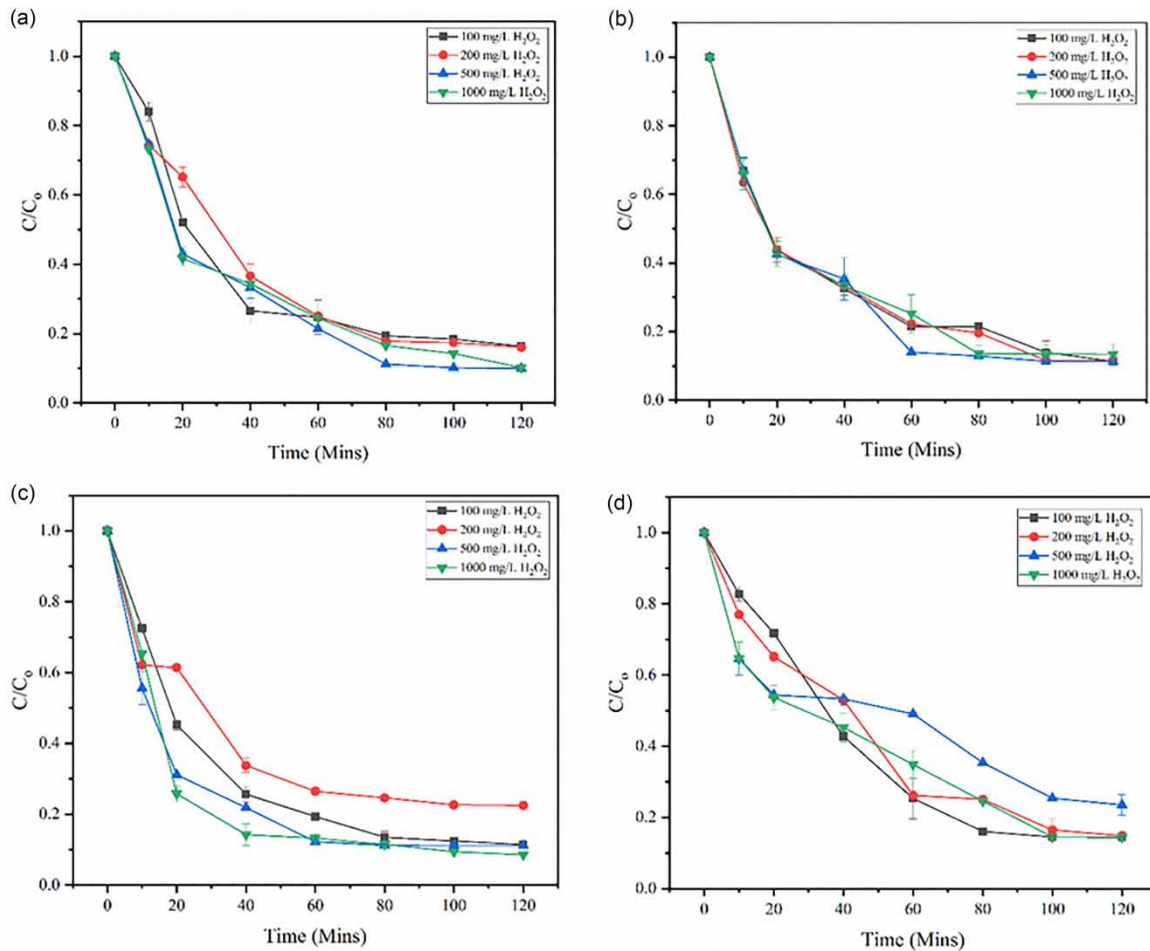 (a)
100 mg/L H₂O₂
200 mg/L H₂O₂
500 mg/L H₂O₂
1000 mg/L H₂O₂
1.0
0.8
0.6
0.4
0.2
0.0
C/Cₒ
0 20 40 60 80 100 120
Time (Mins)
(b)
100 mg/L H₂O₂
200 mg/L H₂O₂
500 mg/L H₂O₂
1000 mg/L H₂O₂
1.0
0.8
0.6
0.4
0.2
0.0
C/Cₒ
0 20 40 60 80 100 120
Time (Mins)
(c)
100 mg/L H₂O₂
200 mg/L H₂O₂
500 mg/L H₂O₂
1000 mg/L H₂O₂
1.0
0.8
0.6
0.4
0.2
0.0
C/Cₒ
0 20 40 60 80 100 120
Time (Mins)
(d)
100 mg/L H₂O₂
200 mg/L H₂O₂
500 mg/L H₂O₂
1000 mg/L H₂O₂
1.0
0.8
0.6
0.4
0.2
0.0
C/Cₒ
0 20 40 60 80 100 120
Time (Mins)